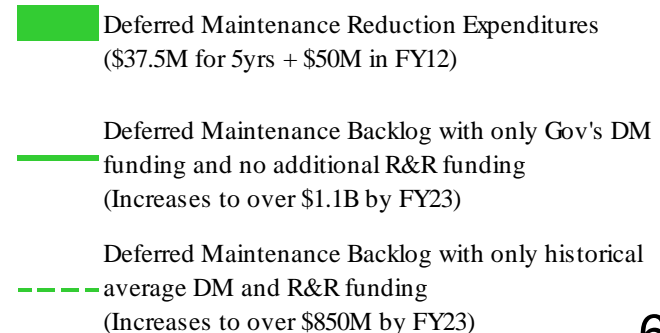 Deferred Maintenance Reduction Expenditures
($37.5M for 5yrs + $50M in FY12)
Deferred Maintenance Backlog with only Gov's DM
funding and no additional R&R funding
(Increases to over $1.1B by FY23)
Deferred Maintenance Backlog with only historical
average DM and R&R funding
(Increases to over $850M by FY23)